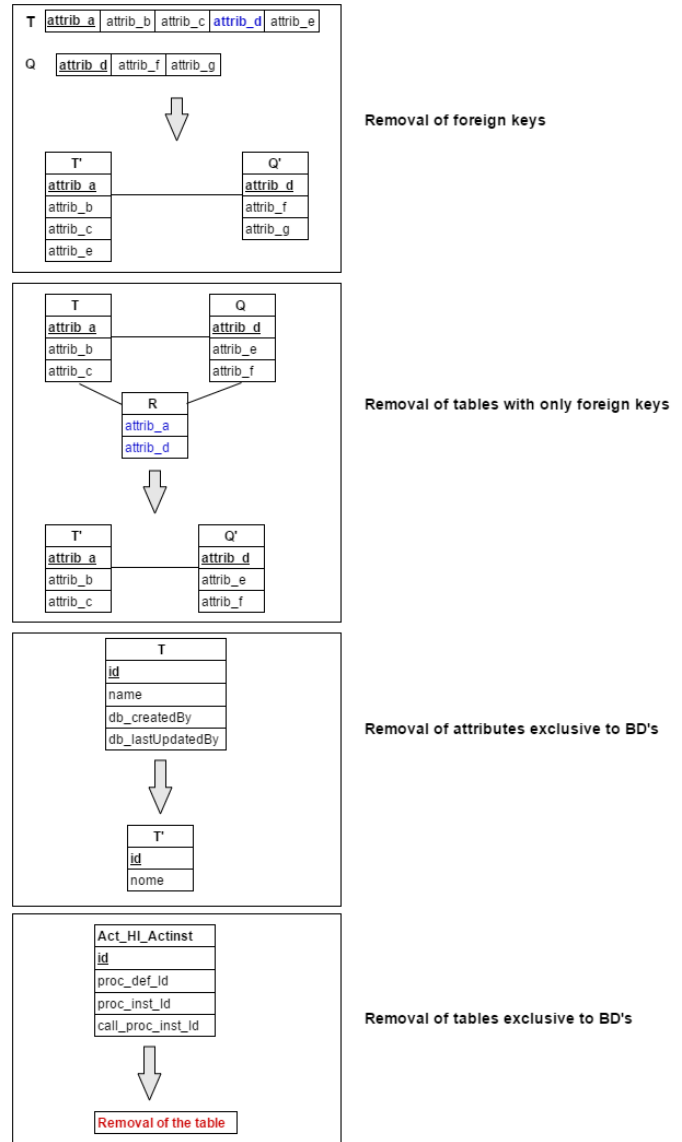 T attrib_a attrib_b attrib_c attrib_d attrib_e
Q attrib_d attrib_f attrib_g
Removal of foreign keys
T' Q'
attrib_a attrib_d
attrib_b attrib_f
attrib_c attrib_g
attrib_e
T Q
attrib_a attrib_d
attrib_b attrib_e
attrib_c attrib_f
R
attrib_a
attrib_d
Removal of tables with only foreign keys
T' Q'
attrib_a attrib_d
attrib_b attrib_e
attrib_c attrib_f
T
id
name
db_createdBy
db_lastUpdatedBy
Removal of attributes exclusive to BD's
T'
id
nome
Act_HI_Actinst
id
proc_def_Id
proc_inst_Id
call_proc_inst_Id
Removal of tables exclusive to BD's
Removal of the table